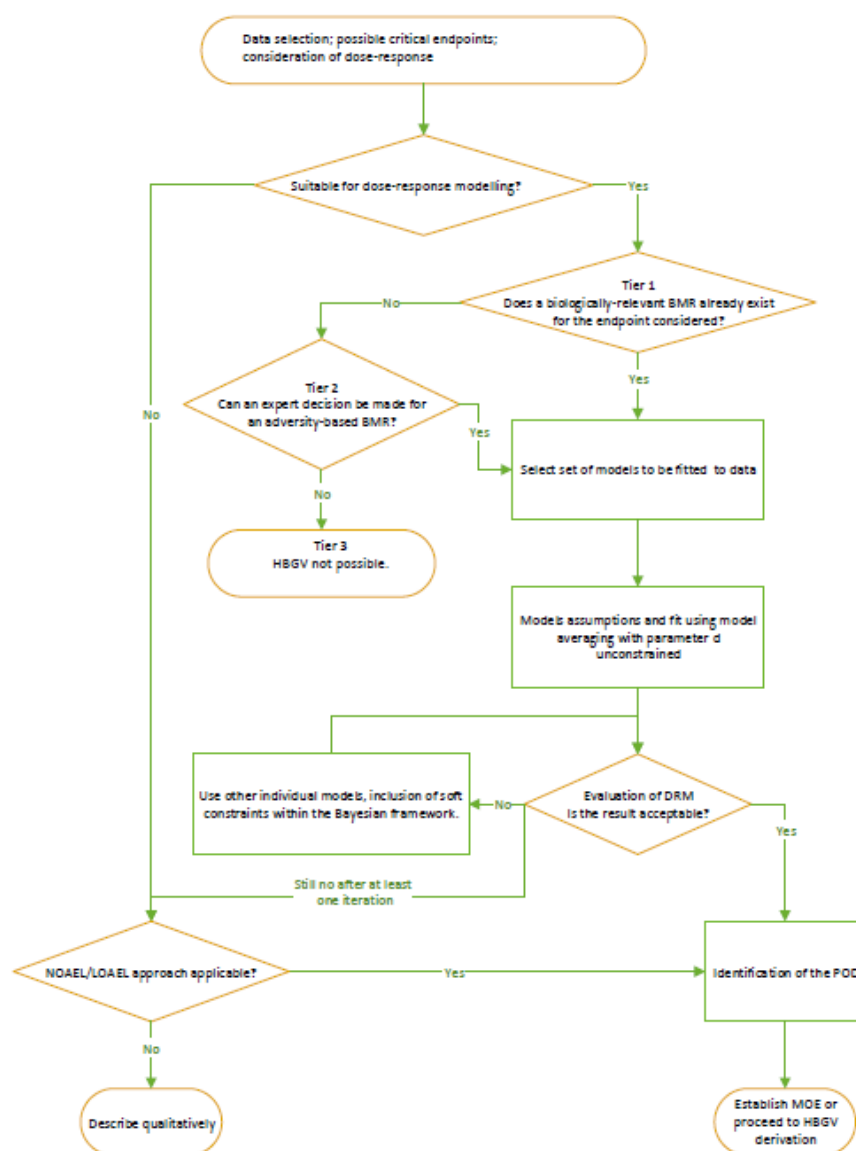 Data selection; possible critical endpoints;
consideration of dose-response
Suitable for dose-response modelling?
Yes
Tier 1
Does a biologically-relevant BMR already exist
for the endpoint considered?
No
Yes
Tier 2
Can an expert decision be made for
an adversity-based BMR?
No
Yes
Select set of models to be fitted to data
No
Tier 3
HBGV not possible.
Models assumptions and fit using model
averaging with parameter d
unconstrained
Use other individual models, inclusion of soft
constraints within the Bayesian framework.
No
Evaluation of DRM
Is the result acceptable?
Yes
Still no after at least
one iteration
NOAEL/LOAEL approach applicable?
Yes
Identification of the POD
No
Describe qualitatively
Establish MOE or
proceed to HBGV
derivation